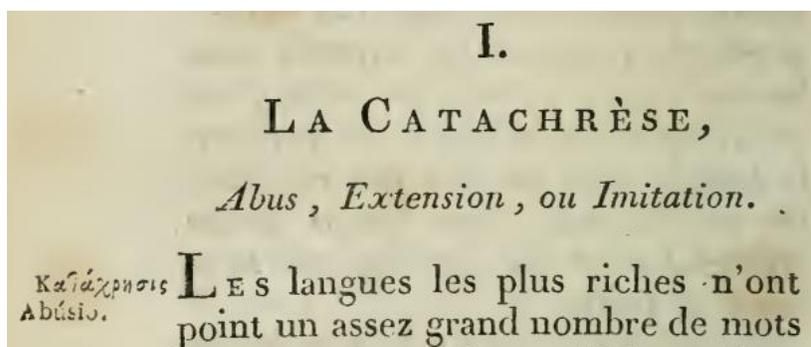 I.
LA CATACHRÈSE,
Abus, Extension, ou Imitation.
Κατάχρησις
Abúsio.
LES langues les plus riches n'ont
point un assez grand nombre de mots